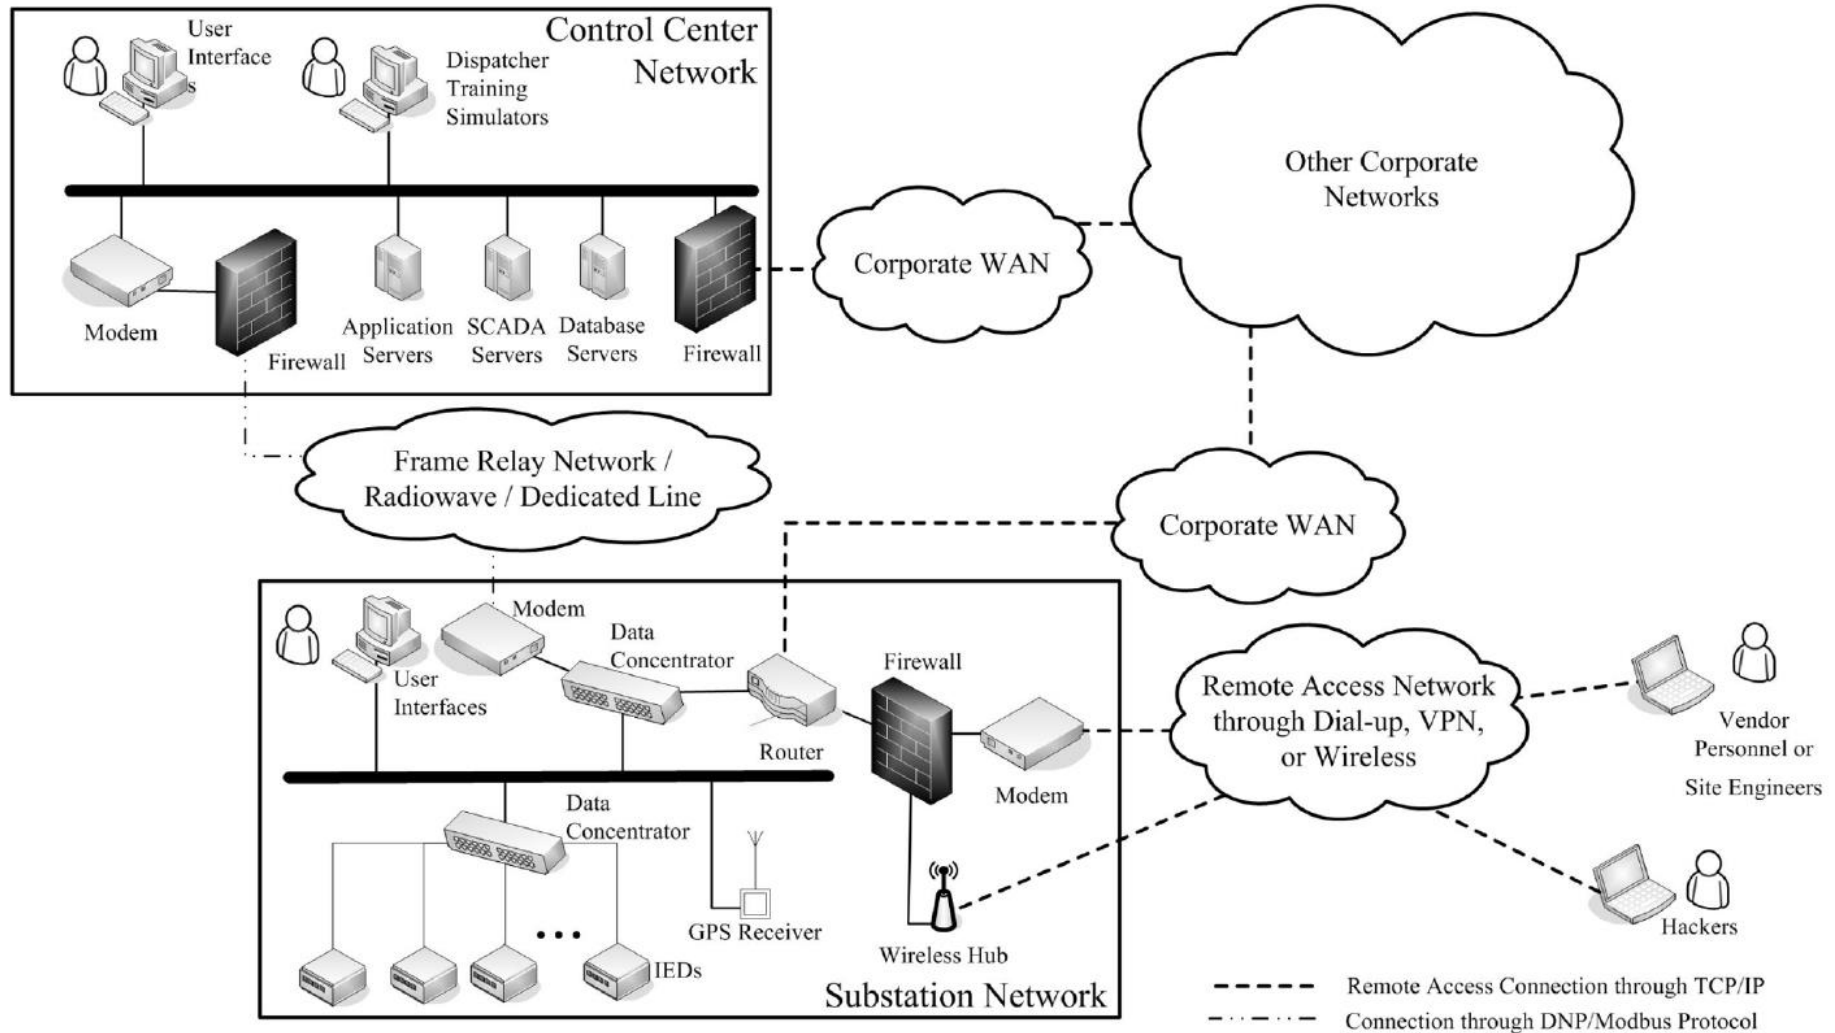 User
Interface
s
Dispatcher
Training
Simulators
Control Center
Network
Modem
Firewall
Application
Servers
SCADA
Servers
Database
Servers
Firewall
Corporate WAN
Other Corporate
Networks
Frame Relay Network /
Radiowave / Dedicated Line
Corporate WAN
Modem
User
Interfaces
Data
Concentrator
Router
Firewall
Modem
Remote Access Network
through Dial-up, VPN,
or Wireless
Vendor
Personnel or
Site Engineers
Data
Concentrator
GPS Receiver
IEDs
Wireless Hub
Hackers
Substation Network
Remote Access Connection through TCP/IP
Connection through DNP/Modbus Protocol